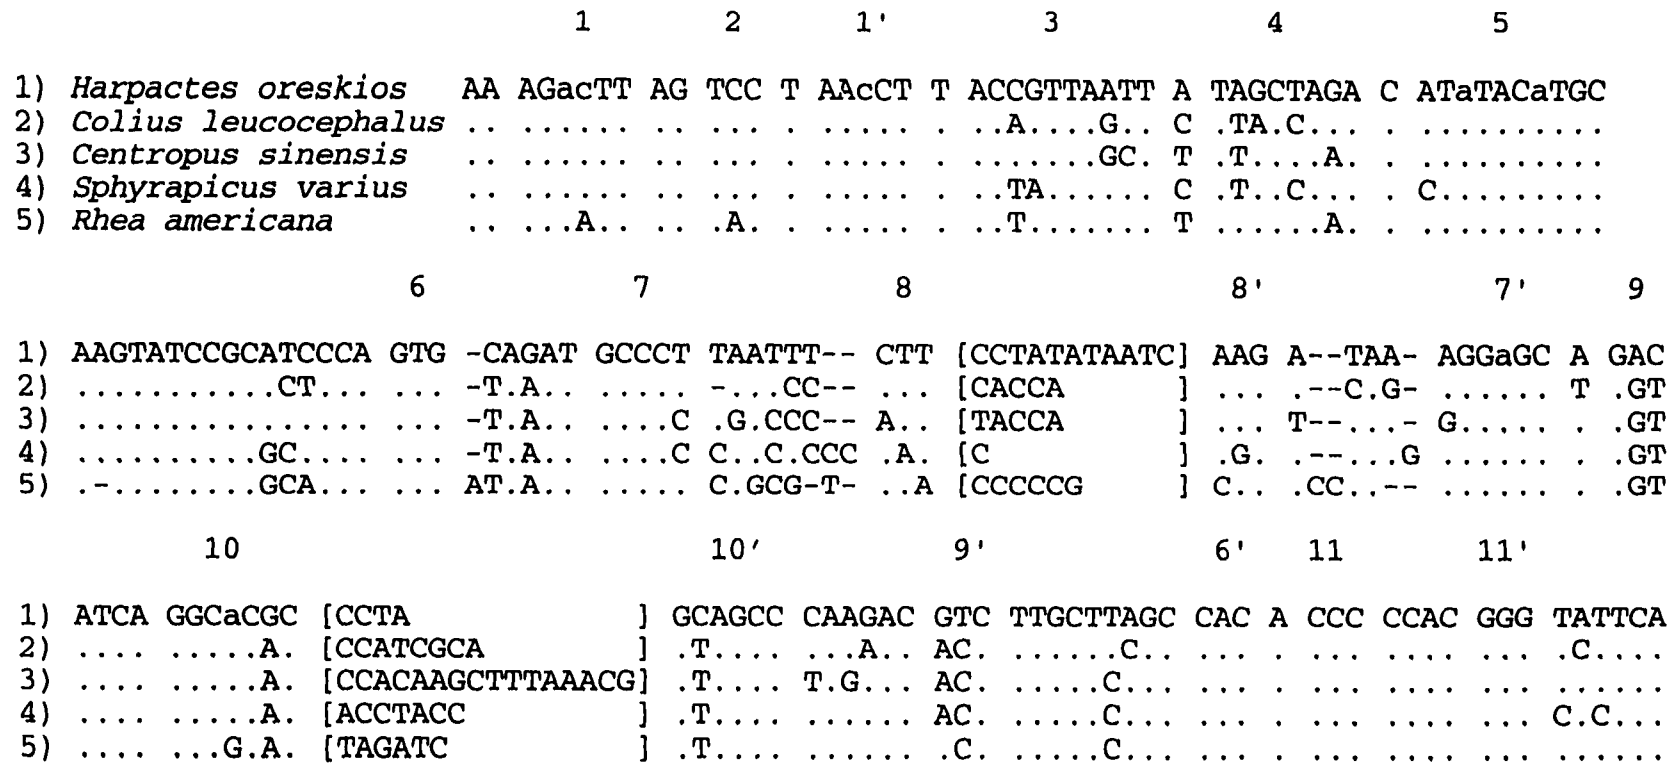 1 2 1' 3 4 5
1) Harpactes oreskios AA AGacTT AG TCC T AAcCT T ACCGTTAATT A TAGCTAGA C ATaTACaTGC
2) Colius leucocephalus .. ...... .. ... . ..... . ..A....G.. C .TA.C... . ..........
3) Centropus sinensis .. ...... .. ... . ..... . .......GC. T .T....A. . ..........
4) Sphyrapicus varius .. ...... .. ... . ..... . ..TA...... C .T..C... . C.........
5) Rhea americana .. ...A.. .. .A. . ..... . ..T....... T ......A. . ..........
6 7 8 8' 7' 9
1) AAGTATCCGCATCCCA GTG -CAGAT GCCCT TAATTT-- CTT [CCTATATAATC] AAG A--TAA- AGGaGC A GAC
2) ...........CT... ... -T.A.. ..... -...CC-- ... [CACCA ] ... .--C.G- ...... T .GT
3) ................ ... -T.A.. ....C .G.CCC-- A.. [TACCA ] ... T--...- G..... . .GT
4) ..........GC.... ... -T.A.. ....C C..C.CCC .A. [C ] .G. .--...G ...... . .GT
5) .-........GCA... ... AT.A.. ..... C.GCG-T- ..A [CCCCCG ] C.. .CC..-- ...... . .GT
10 10' 9' 6' 11 11'
1) ATCA GGCaCGC [CCTA ] GCAGCC CAAGAC GTC TTGCTTAGC CAC A CCC CCAC GGG TATTCA
2) .... .....A. [CCATCGCA ] .T.... ...A.. AC. ......C.. ... . ... .... ... .C....
3) .... .....A. [CCACAAGCTTTAAACG] .T.... T.G... AC. .....C... ... . ... .... ... ......
4) .... .....A. [ACCTACC ] .T.... ...... AC. .....C... ... . ... .... ... C.C...
5) .... ...G.A. [TAGATC ] .T.... ...... .C. .....C... ... . ... .... ... ......